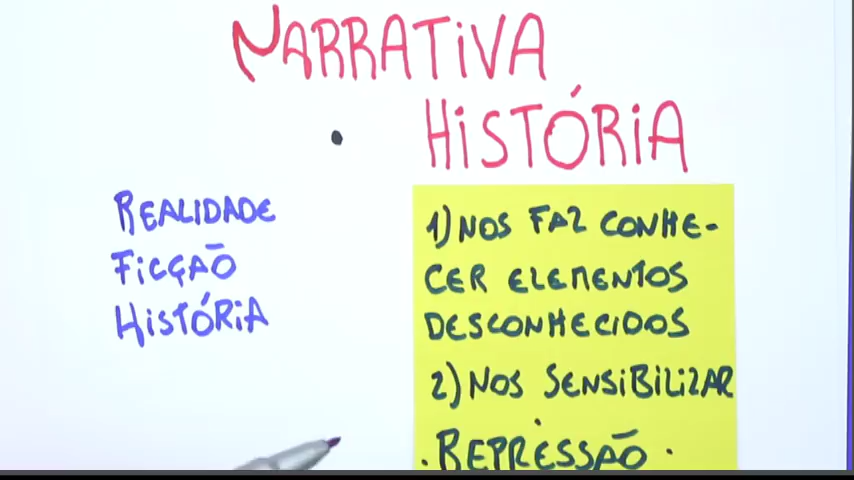 NARRATIVA
HISTÓRIA
REALIDADE
FICÇÃO
HISTÓRIA
1) NOS FAZ CONHE-
CER ELEMENTOS
DESCONHECIDOS
2) NOS SENSIBILIZAR
. REPRESSÃO .